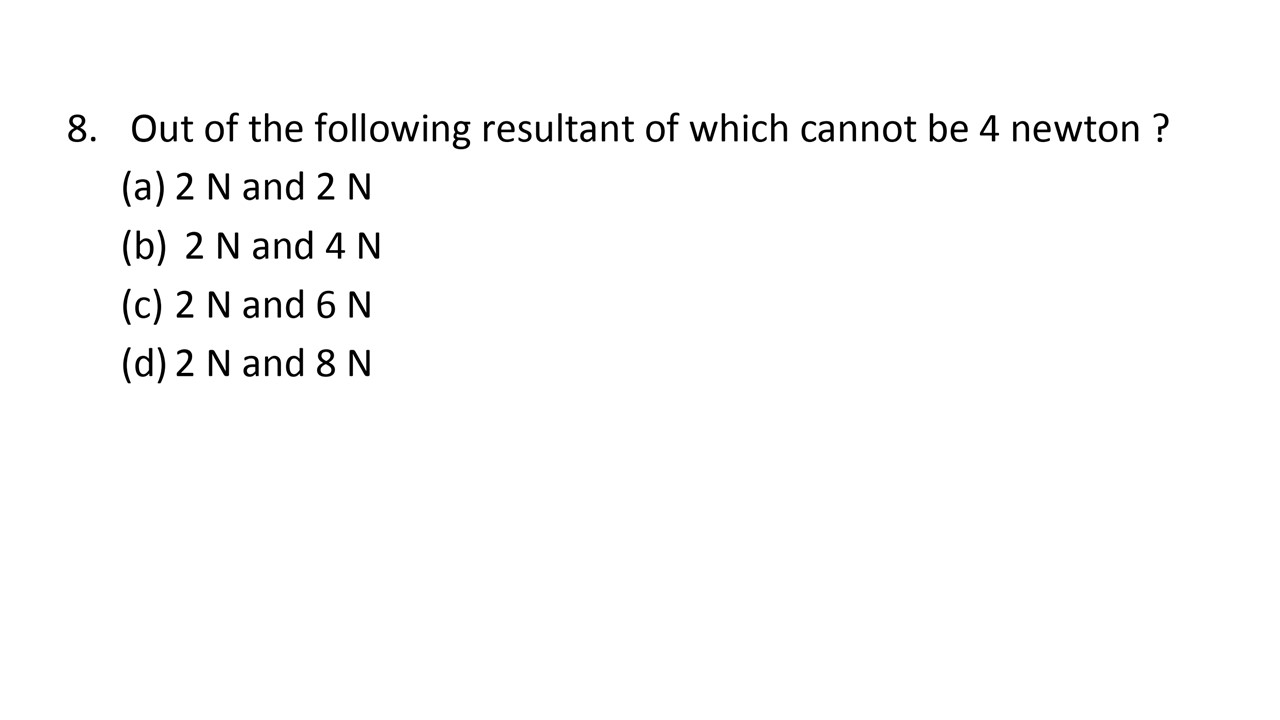 8. Out of the following resultant of which cannot be 4 newton ?
(a) 2 N and 2 N
(b) 2 N and 4 N
(c) 2 N and 6 N
(d) 2 N and 8 N